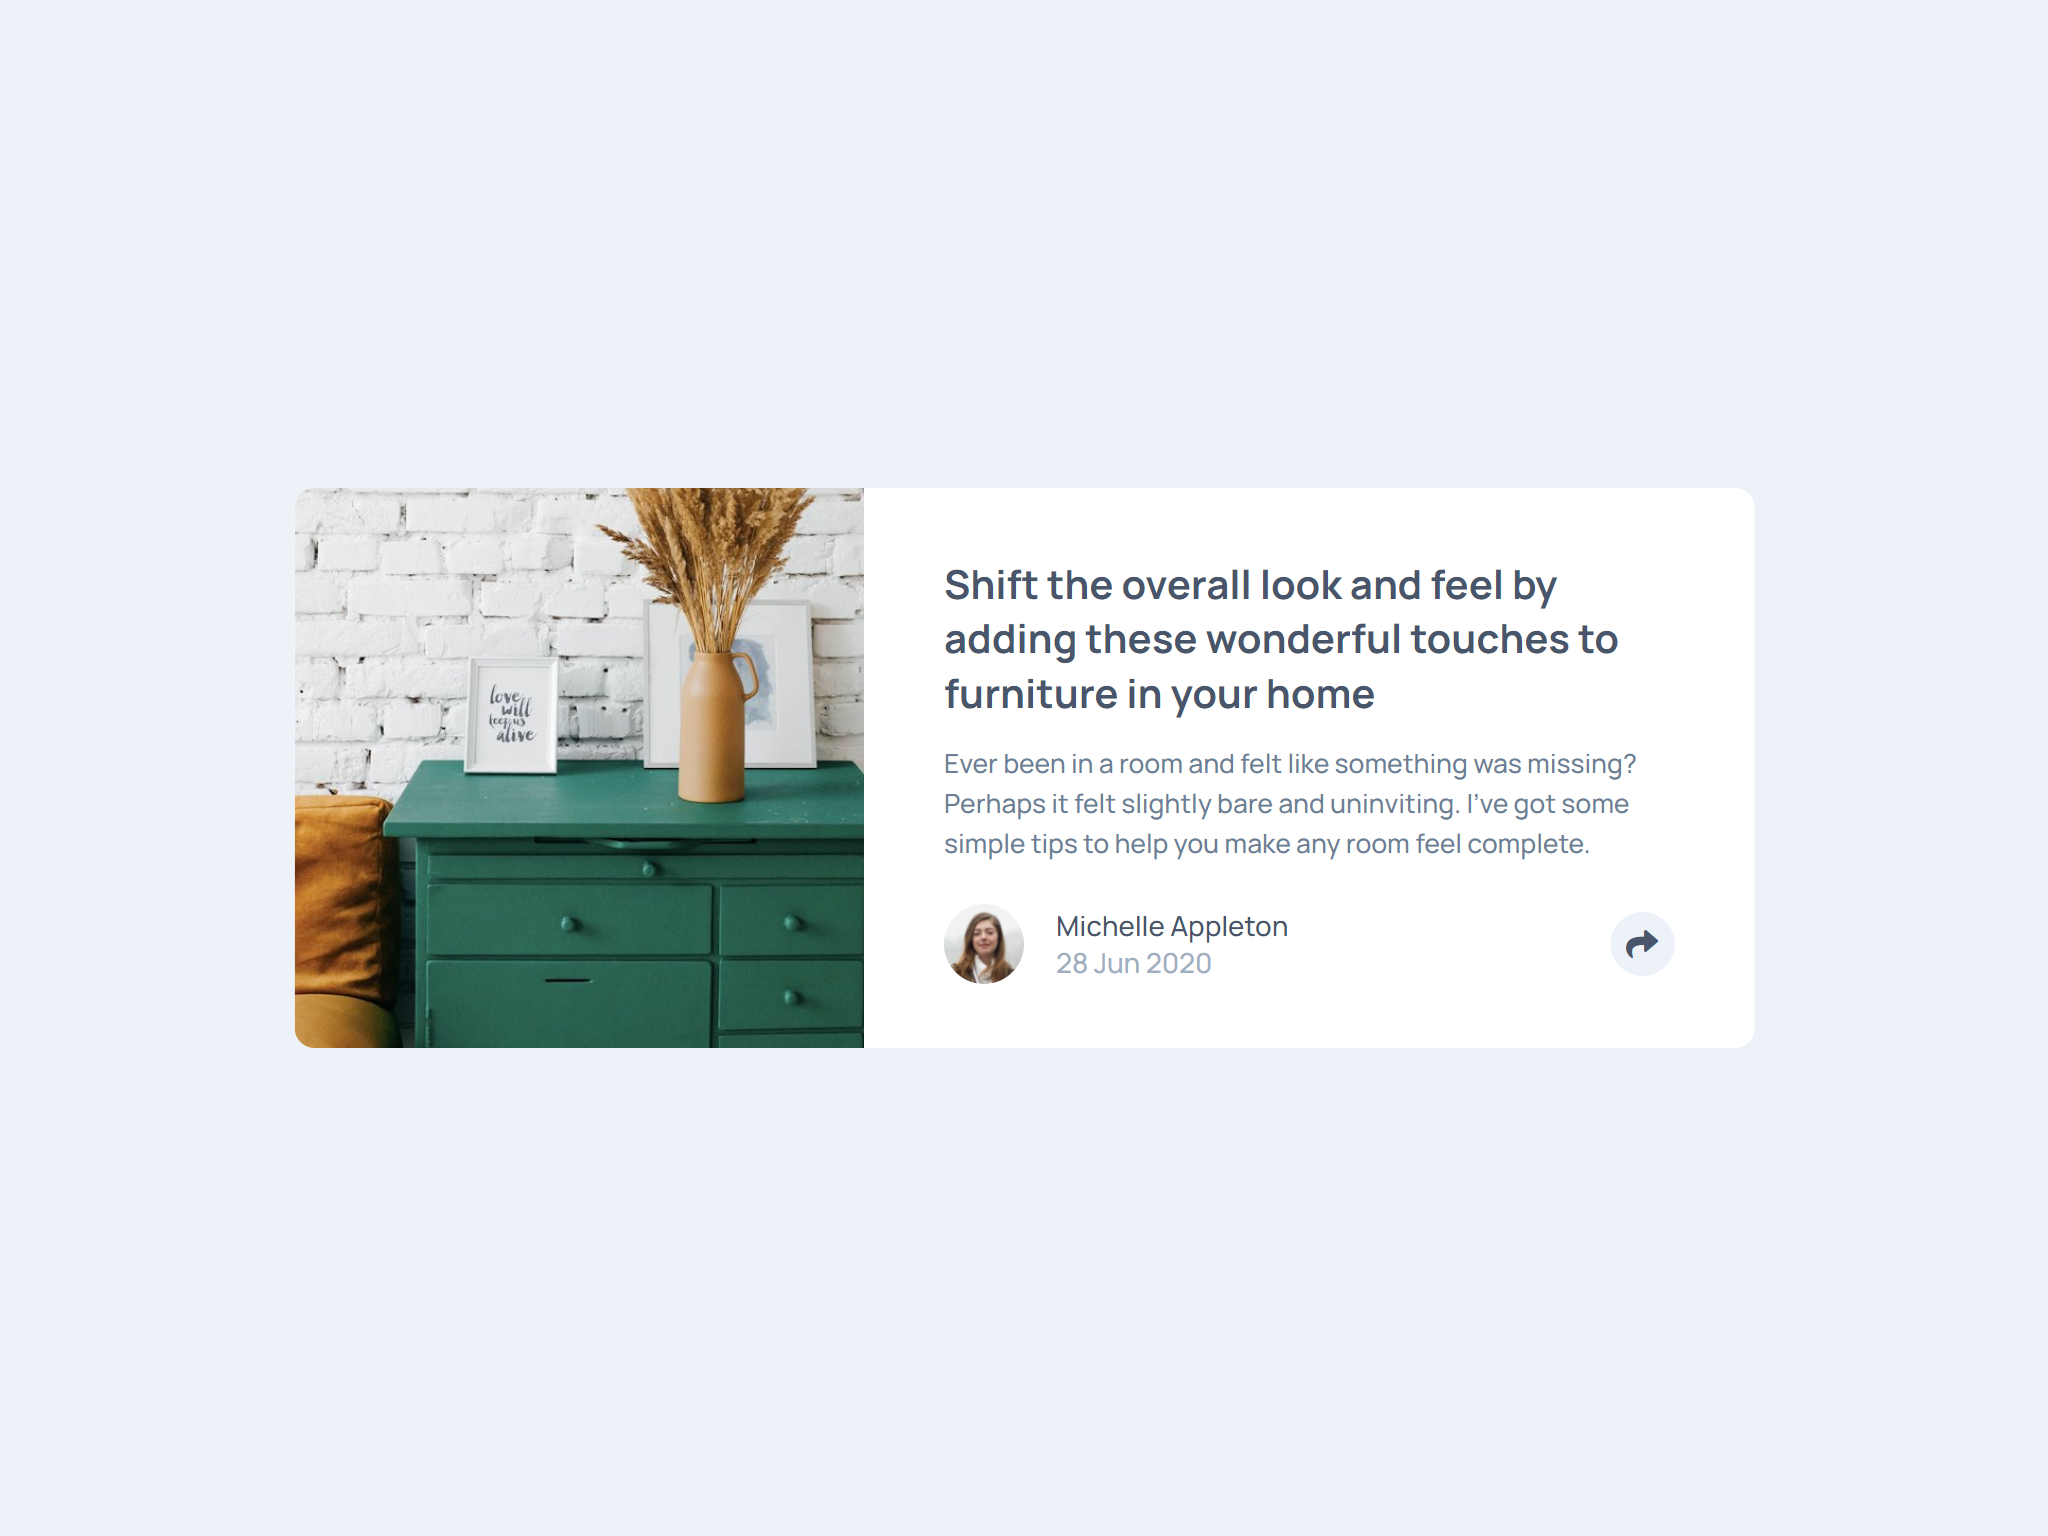 love
will
keep us
alive
Shift the overall look and feel by
adding these wonderful touches to
furniture in your home
Ever been in a room and felt like something was missing?
Perhaps it felt slightly bare and uninviting. I’ve got some
simple tips to help you make any room feel complete.
Michelle Appleton
28 Jun 2020